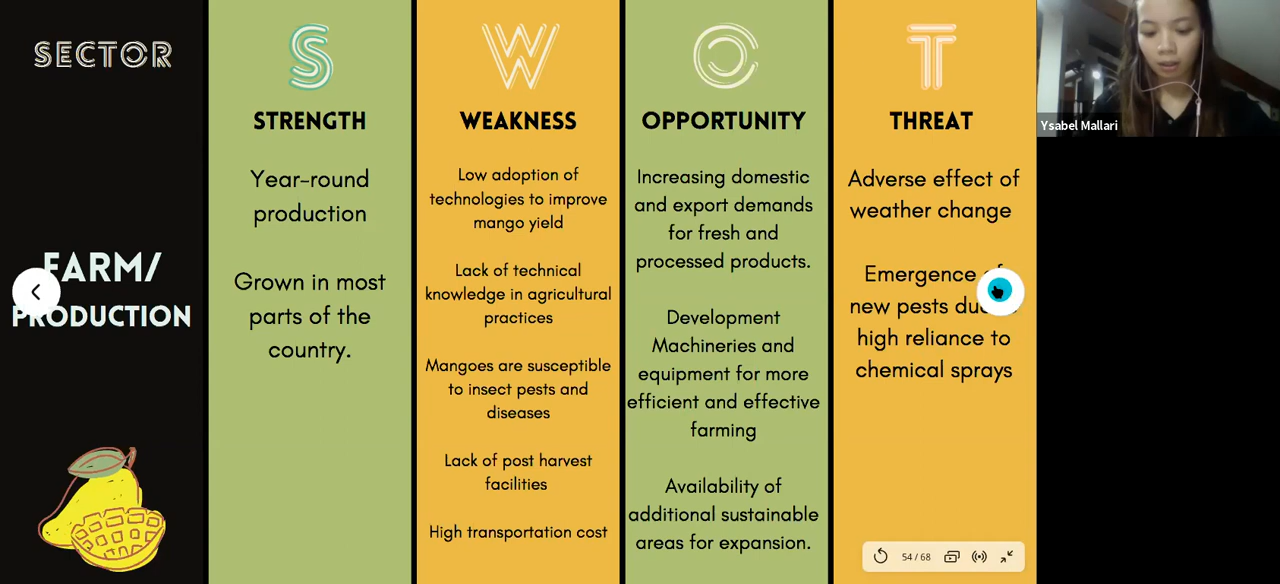 SECTOR
FARM/
PRODUCTION
S
STRENGTH
Year-round
production
Grown in most
parts of the
country.
W
WEAKNESS
Low adoption of
technologies to improve
mango yield
Lack of technical
knowledge in agricultural
practices
Mangoes are susceptible
to insect pests and
diseases
Lack of post harvest
facilities
High transportation cost
O
OPPORTUNITY
Increasing domestic
and export demands
for fresh and
processed products.
Development
Machineries and
equipment for more
efficient and effective
farming
Availability of
additional sustainable
areas for expansion.
T
THREAT
Adverse effect of
weather change
Emergence of
new pests due
high reliance to
chemical sprays
54 / 68
Ysabel Mallari